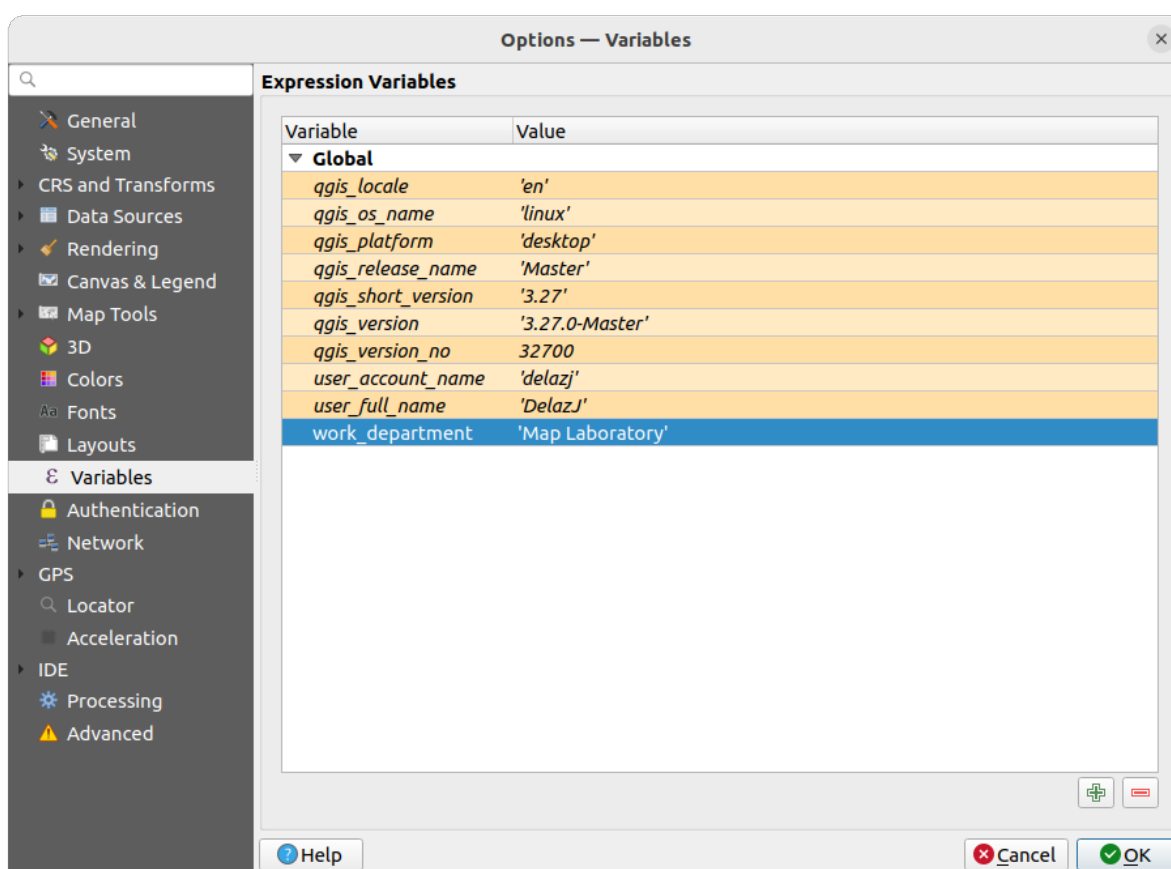 Options — Variables
Expression Variables
General
System
CRS and Transforms
Data Sources
Rendering
Canvas & Legend
Map Tools
3D
Colors
Aa Fonts
Layouts
ε Variables
Authentication
Network
GPS
Locator
Acceleration
IDE
Processing
Advanced
Variable Value
Global
qgis_locale 'en'
qgis_os_name 'linux'
qgis_platform 'desktop'
qgis_release_name 'Master'
qgis_short_version '3.27'
qgis_version '3.27.0-Master'
qgis_version_no 32700
user_account_name 'delazj'
user_full_name 'DelazJ'
work_department 'Map Laboratory'
Help Cancel OK